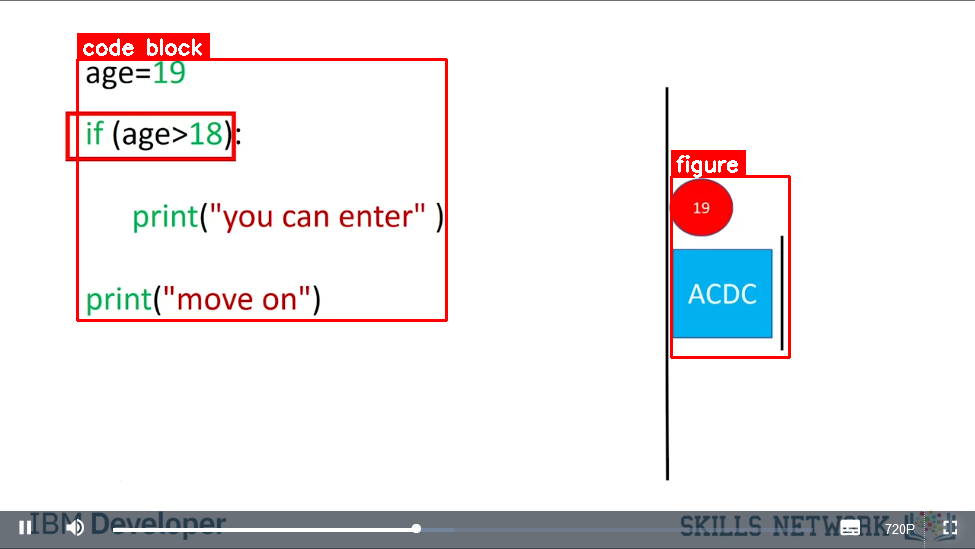 code block
age=19
if (age>18):
print("you can enter" )
print("move on")
figure
19
ACDC
IBM Developer
SKILLS NETWORK
720P